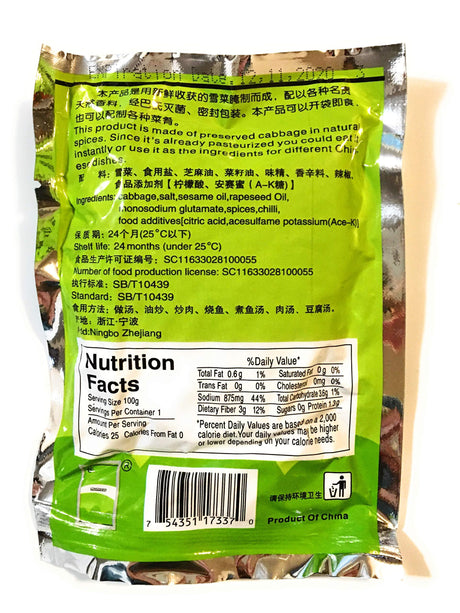 Expiration Date.12,11,2020 3
本产品是用新鲜收获的雪菜腌制而成，配以各种名贵
天然香料，经巴氏灭菌、密封包装。本产品可以开袋即食，
也可以配制各种菜肴。
This product is made of preserved cabbage in natural
spices. Since it's already pasteurized you could eat it
instantly or use it as the ingredients for different Chin-
ese dishes.
配 料：雪菜、食用盐、芝麻油、菜籽油、味精、香辛料、辣椒、
食品添加剂【柠檬酸、安赛蜜（A-K糖）】
Ingredients:cabbage,salt,sesame oil,rapeseed Oil,
monosodium glutamate,spices,chilli,
food additives[citric acid,acesulfame potassium(Ace-K)]
保质期：24个月(25°C以下)
Shelf life: 24 months (under 25°C)
食品生产许可证编号：SC11633028100055
Number of food production license: SC11633028100055
执行标准：SB/T10439
Standard: SB/T10439
食用方法：做汤、油炒、炒肉、烧鱼、煮鱼汤、肉汤、豆腐汤。
产地：浙江·宁波
Add:Ningbo Zhejiang
Nutrition
Facts
Serving Size 100g
Servings Per Container 1
Amount Per Serving
Calories 25 Calories From Fat 0
%Daily Value*
Total Fat 0.6g 1% Saturated Fat 0g 0%
Trans Fat 0g 0% Cholesterol 0mg 0%
Sodium 875mg 44% Total Carbohydrate 3.6g 1%
Dietary Fiber 3g 12% Sugars 0g Protein 1.3g
*Percent Daily Values are based on a 2,000
calorie diet.Your daily values may be higher
or lower depending on your calorie needs.
7 54351 17337 0
请保持环境卫生
Product Of China